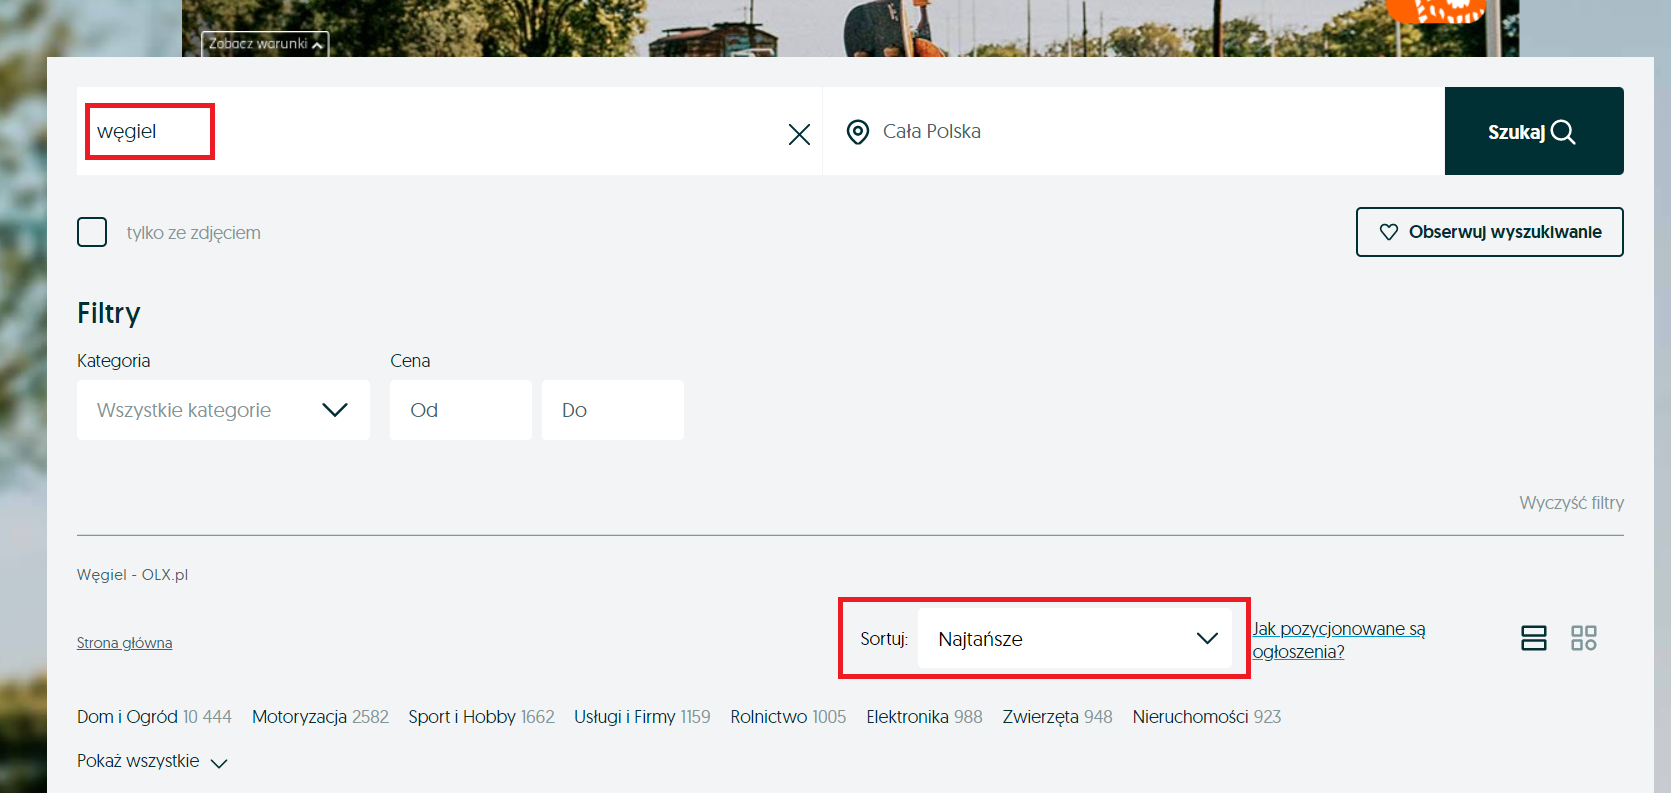 Zobacz warunki
węgiel
Cała Polska
Szukaj
tylko ze zdjęciem
Obserwuj wyszukiwanie
Filtry
Kategoria Cena
Wszystkie kategorie Od Do
Wyczyść filtry
Węgiel - OLX.pl
Strona główna
Sortuj: Najtańsze
Jak pozycjonowane są
ogłoszenia?
Dom i Ogród 10 444 Motoryzacja 2582 Sport i Hobby 1662 Usługi i Firmy 1159 Rolnictwo 1005 Elektronika 988 Zwierzęta 948 Nieruchomości 923
Pokaż wszystkie